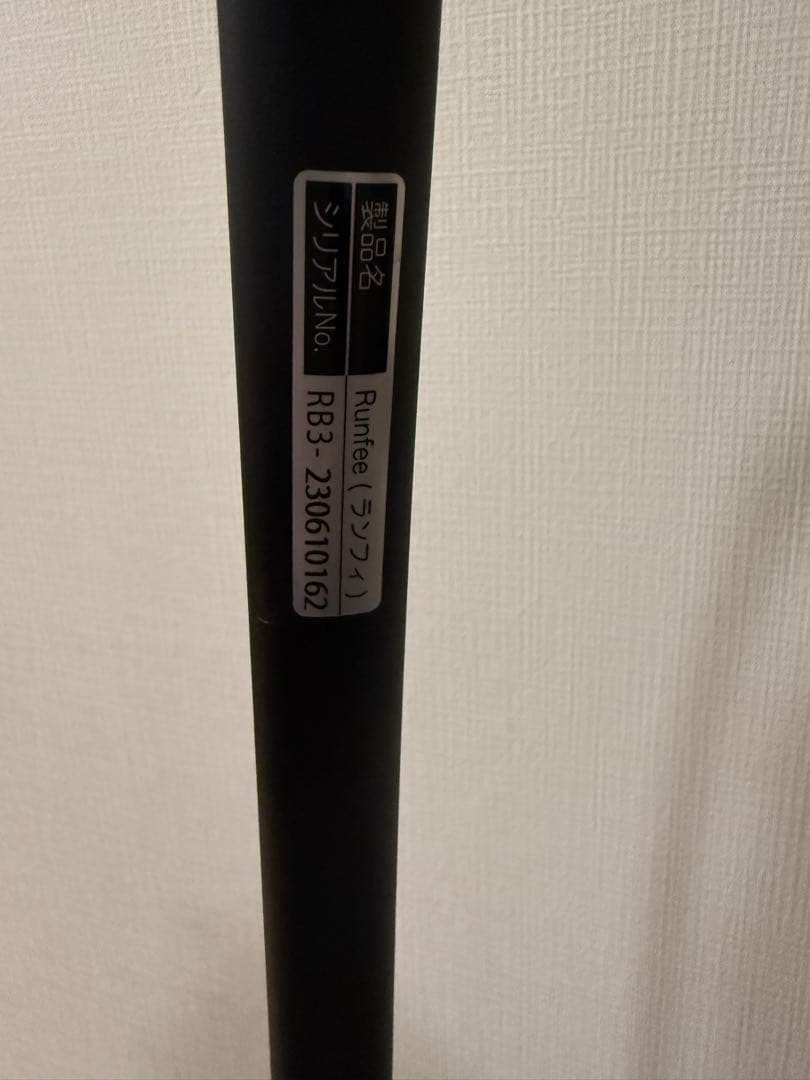 製品名 Runfee ( ランフィ )
シリアルNo. RB3- 230610162